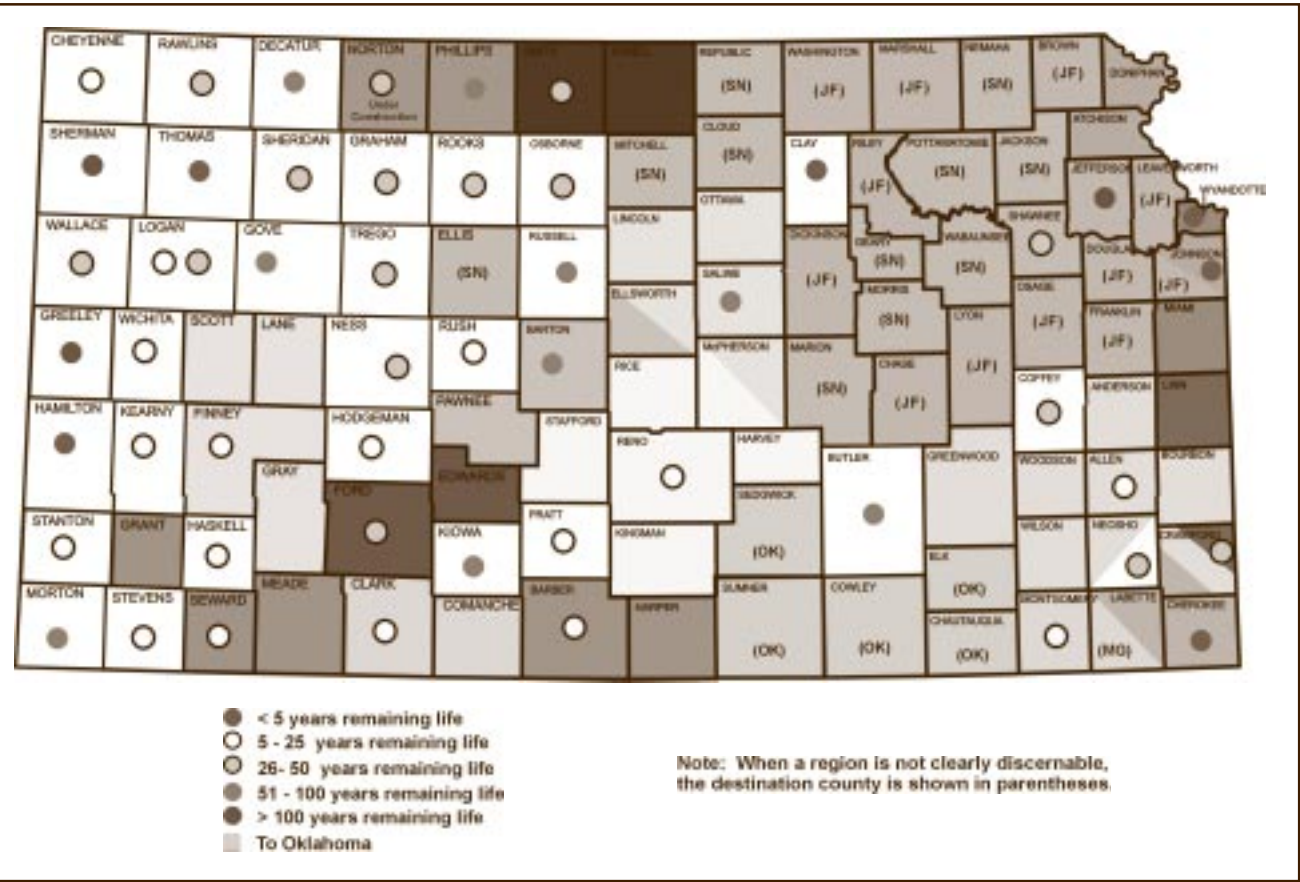 CHEYENNE RAWLINS DECATUR NORTON PHILLIPS REPUBLIC WASHINGTON MARSHALL NEMAHA BROWN DONIPHAN
(SN) (JF) (JF) (SN) (JF)
Under
Construction
ATCHISON
SHERMAN THOMAS SHERIDAN GRAHAM ROOKS OSBORNE MITCHELL CLOUD CLAY RILEY POTTAWATOMIE JACKSON JEFFERSON LEAVENWORTH
(SN) (SN) (JF) (SN) (SN) (JF)
WYANDOTTE
WALLACE LOGAN GOVE TREGO ELLIS RUSSELL LINCOLN OTTAWA DICKINSON GEARY WABAUNSEE SHAWNEE DOUGLAS JOHNSON
(SN) (JF) (SN) (SN) (JF) (JF)
ELLSWORTH SALINE MORRIS OSAGE
(SN) (JF)
GREELEY WICHITA SCOTT LANE NESS RUSH BARTON RICE McPHERSON MARION CHASE LYON FRANKLIN MIAMI
(SN) (JF) (JF) (JF)
COFFEY ANDERSON LINN
HAMILTON KEARNY FINNEY HODGEMAN PAWNEE STAFFORD RENO HARVEY BUTLER GREENWOOD WOODSON ALLEN BOURBON
GRAY FORD EDWARDS SEDGWICK
(OK)
STANTON GRANT HASKELL KIOWA PRATT KINGMAN ELK WILSON NEOSHO CRAWFORD
(OK)
MORTON STEVENS SEWARD MEADE CLARK COMANCHE BARBER HARPER SUMNER COWLEY CHAUTAUQUA MONTGOMERY LABETTE CHEROKEE
(OK) (OK) (OK) (MO)
< 5 years remaining life
5 - 25 years remaining life
26- 50 years remaining life
51 - 100 years remaining life
> 100 years remaining life
To Oklahoma
Note: When a region is not clearly discernable,
the destination county is shown in parentheses.